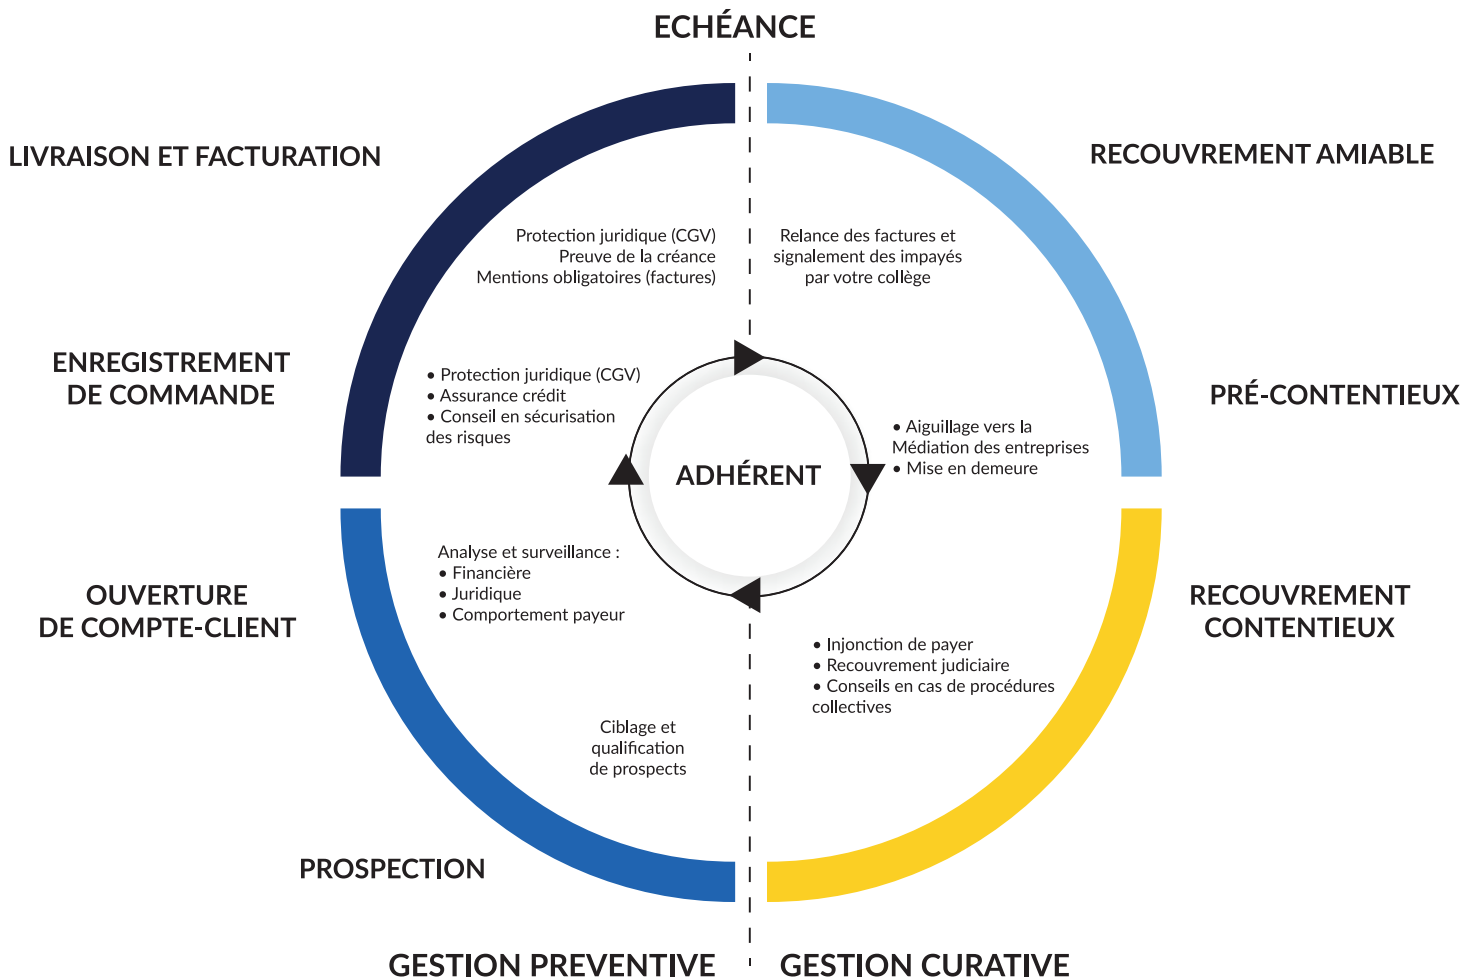 ECHÉANCE
LIVRAISON ET FACTURATION
RECOUVREMENT AMIABLE
Protection juridique (CGV)
Preuve de la créance
Mentions obligatoires (factures)
Relance des factures et
signalement des impayés
par votre collège
ENREGISTREMENT
DE COMMANDE
• Protection juridique (CGV)
• Assurance crédit
• Conseil en sécurisation
des risques
PRÉ-CONTENTIEUX
• Aiguillage vers la
Médiation des entreprises
• Mise en demeure
ADHÉRENT
OUVERTURE
DE COMPTE-CLIENT
Analyse et surveillance :
• Financière
• Juridique
• Comportement payeur
RECOUVREMENT
CONTENTIEUX
• Injonction de payer
• Recouvrement judiciaire
• Conseils en cas de procédures
collectives
Ciblage et
qualification
de prospects
PROSPECTION
GESTION PREVENTIVE
GESTION CURATIVE